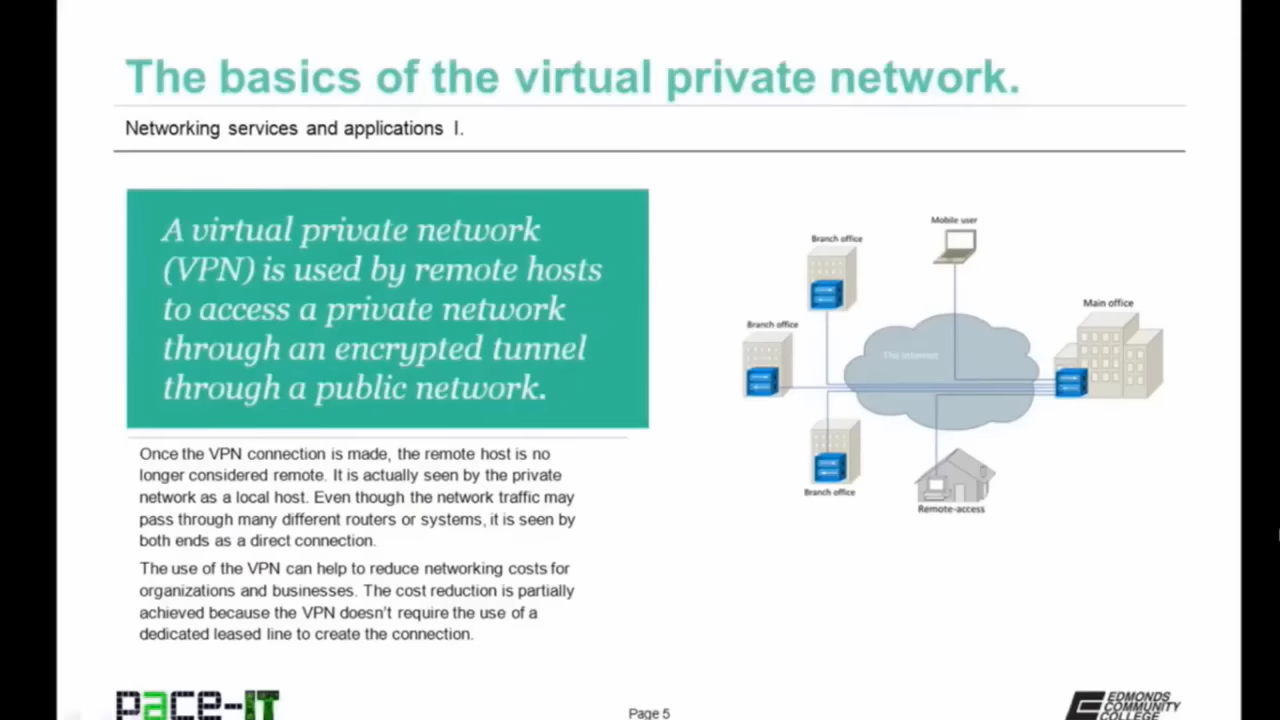 The basics of the virtual private network.
Networking services and applications I.
A virtual private network
(VPN) is used by remote hosts
to access a private network
through an encrypted tunnel
through a public network.
Once the VPN connection is made, the remote host is no
longer considered remote. It is actually seen by the private
network as a local host. Even though the network traffic may
pass through many different routers or systems, it is seen by
both ends as a direct connection.
The use of the VPN can help to reduce networking costs for
organizations and businesses. The cost reduction is partially
achieved because the VPN doesn't require the use of a
dedicated leased line to create the connection.
Mobile user
Branch office
Main office
Branch office
The Internet
Branch office
Remote-access
Pace-IT
Page 5
EDMONDS
COMMUNITY
COLLEGE